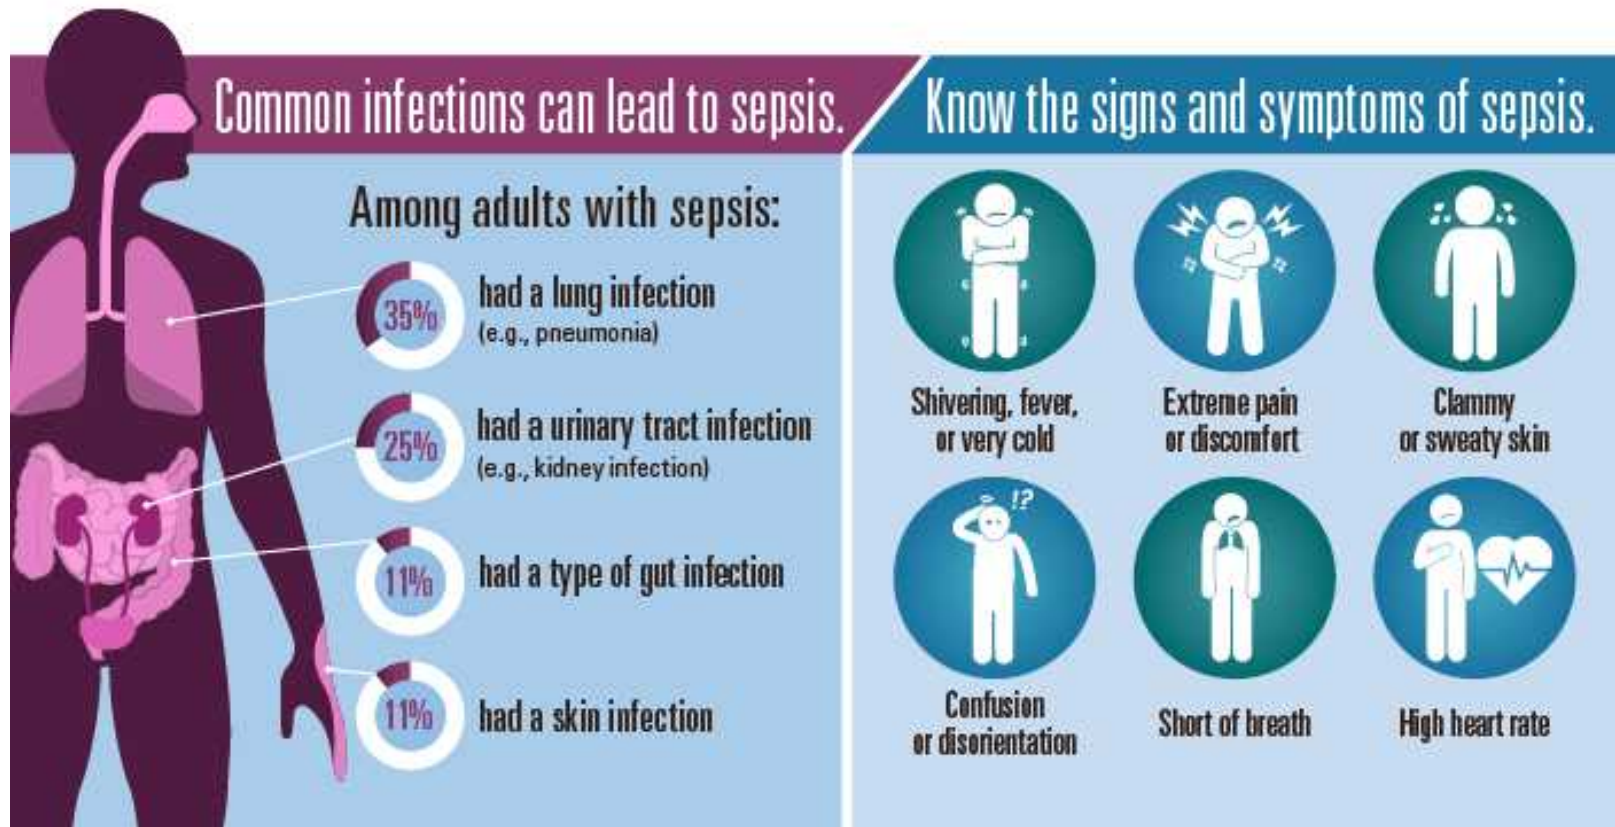 Common infections can lead to sepsis.
Among adults with sepsis:
35%
had a lung infection
(e.g., pneumonia)
25%
had a urinary tract infection
(e.g., kidney infection)
11%
had a type of gut infection
11%
had a skin infection
Know the signs and symptoms of sepsis.
Shivering, fever,
or very cold
Extreme pain
or discomfort
Clammy
or sweaty skin
!?
Confusion
or disorientation
Short of breath
High heart rate